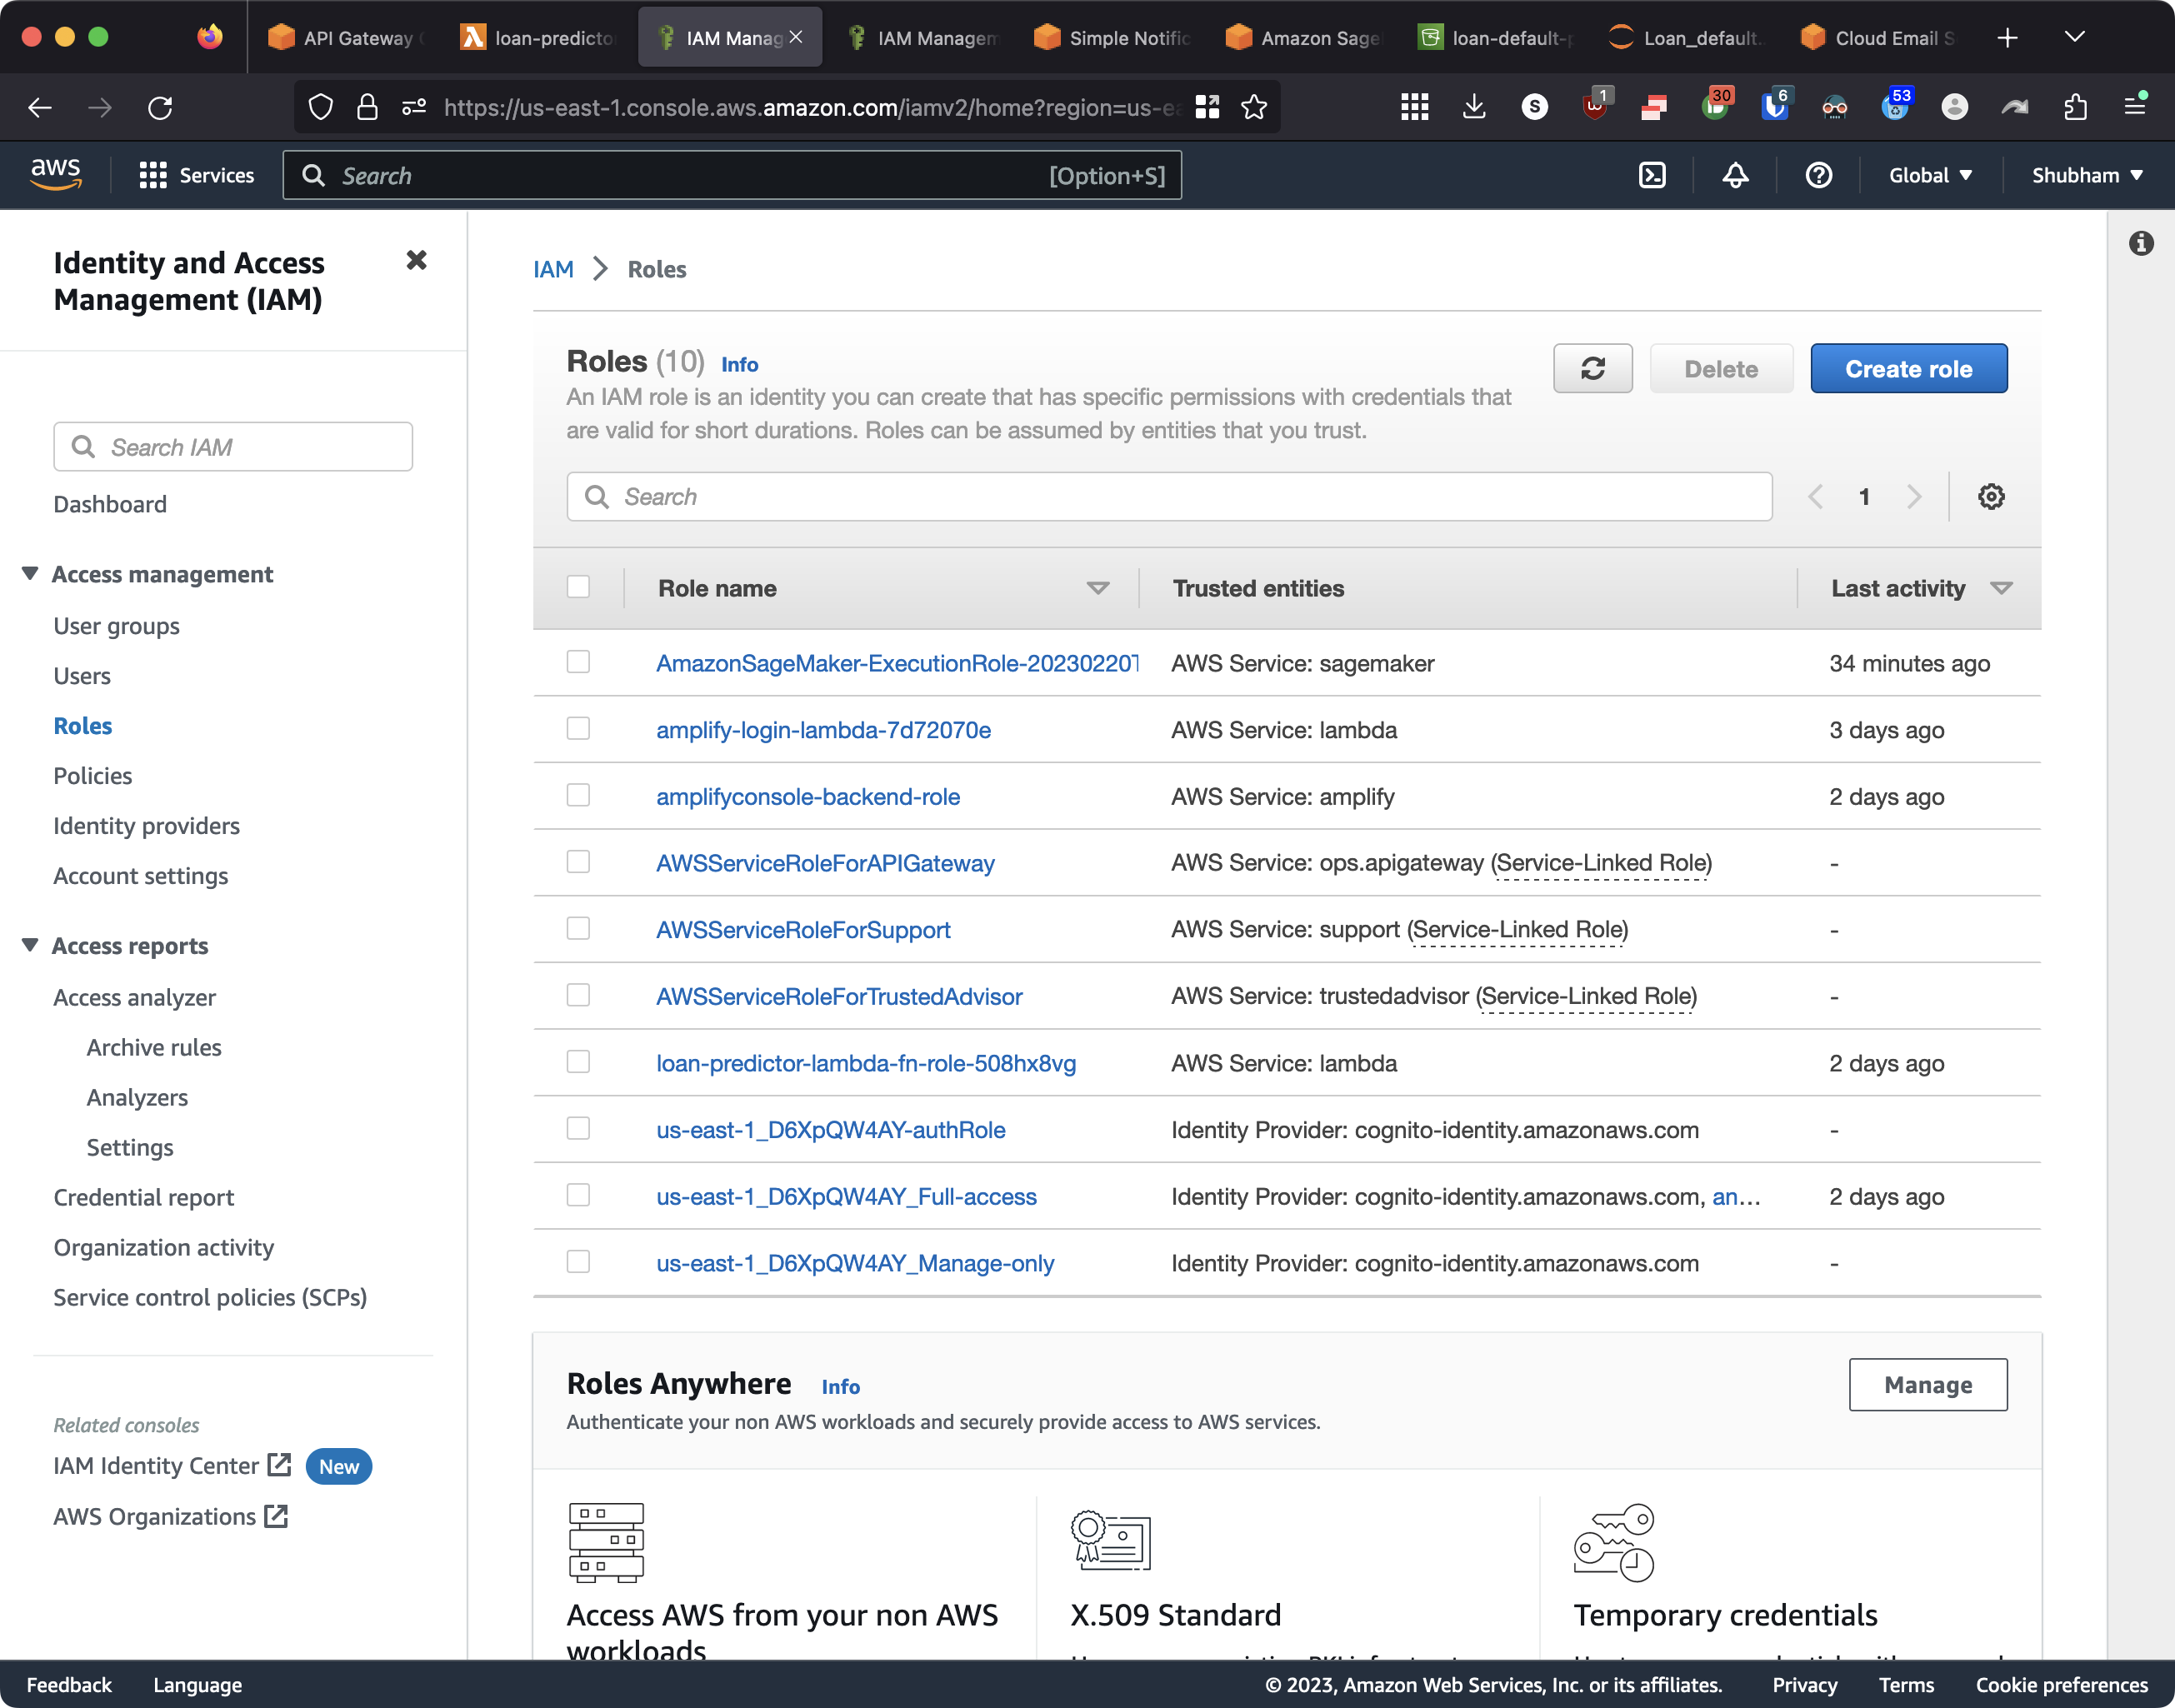 API Gateway
loan-predicto
IAM Manag
IAM Managem
Simple Notific
Amazon Sage
loan-default-p
Loan_default.
Cloud Email S
https://us-east-1.console.aws.amazon.com/iamv2/home?region=us-ea
S
1
30
6
53
aws
Services
Search
[Option+S]
Global
Shubham
Identity and Access
Management (IAM)
Search IAM
Dashboard
Access management
User groups
Users
Roles
Policies
Identity providers
Account settings
Access reports
Access analyzer
Archive rules
Analyzers
Settings
Credential report
Organization activity
Service control policies (SCPs)
Related consoles
IAM Identity Center New
AWS Organizations
IAM > Roles
Roles (10) Info
An IAM role is an identity you can create that has specific permissions with credentials that
are valid for short durations. Roles can be assumed by entities that you trust.
Delete
Create role
Search
1
Role name Trusted entities Last activity
AmazonSageMaker-ExecutionRole-20230220T AWS Service: sagemaker 34 minutes ago
amplify-login-lambda-7d72070e AWS Service: lambda 3 days ago
amplifyconsole-backend-role AWS Service: amplify 2 days ago
AWSServiceRoleForAPIGateway AWS Service: ops.apigateway (Service-Linked Role) -
AWSServiceRoleForSupport AWS Service: support (Service-Linked Role) -
AWSServiceRoleForTrustedAdvisor AWS Service: trustedadvisor (Service-Linked Role) -
loan-predictor-lambda-fn-role-508hx8vg AWS Service: lambda 2 days ago
us-east-1_D6XpQW4AY-authRole Identity Provider: cognito-identity.amazonaws.com -
us-east-1_D6XpQW4AY_Full-access Identity Provider: cognito-identity.amazonaws.com, an… 2 days ago
us-east-1_D6XpQW4AY_Manage-only Identity Provider: cognito-identity.amazonaws.com -
Roles Anywhere Info
Authenticate your non AWS workloads and securely provide access to AWS services.
Manage
Access AWS from your non AWS
workloads
X.509 Standard
Temporary credentials
Feedback
Language
© 2023, Amazon Web Services, Inc. or its affiliates.
Privacy
Terms
Cookie preferences